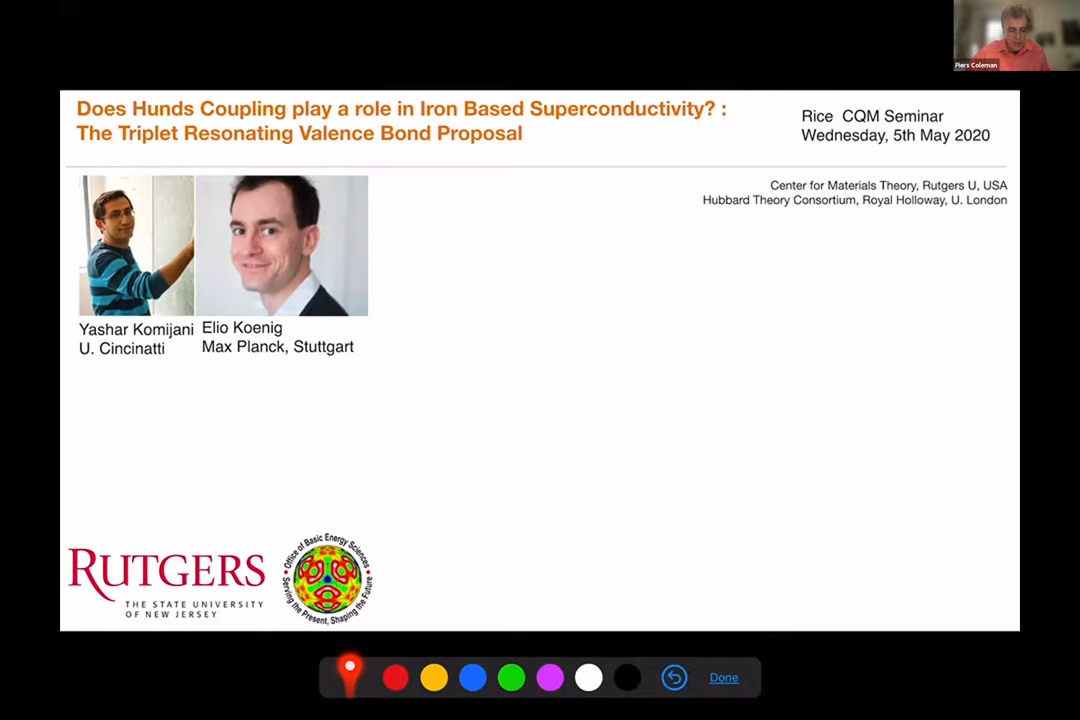 Piers Coleman
Does Hunds Coupling play a role in Iron Based Superconductivity? :
The Triplet Resonating Valence Bond Proposal
Rice CQM Seminar
Wednesday, 5th May 2020
Center for Materials Theory, Rutgers U, USA
Hubbard Theory Consortium, Royal Holloway, U. London
Yashar Komijani
U. Cincinatti
Elio Koenig
Max Planck, Stuttgart
RUTGERS
THE STATE UNIVERSITY
OF NEW JERSEY
Office of Basic Energy Sciences
Serving the Present, Shaping the Future
Done